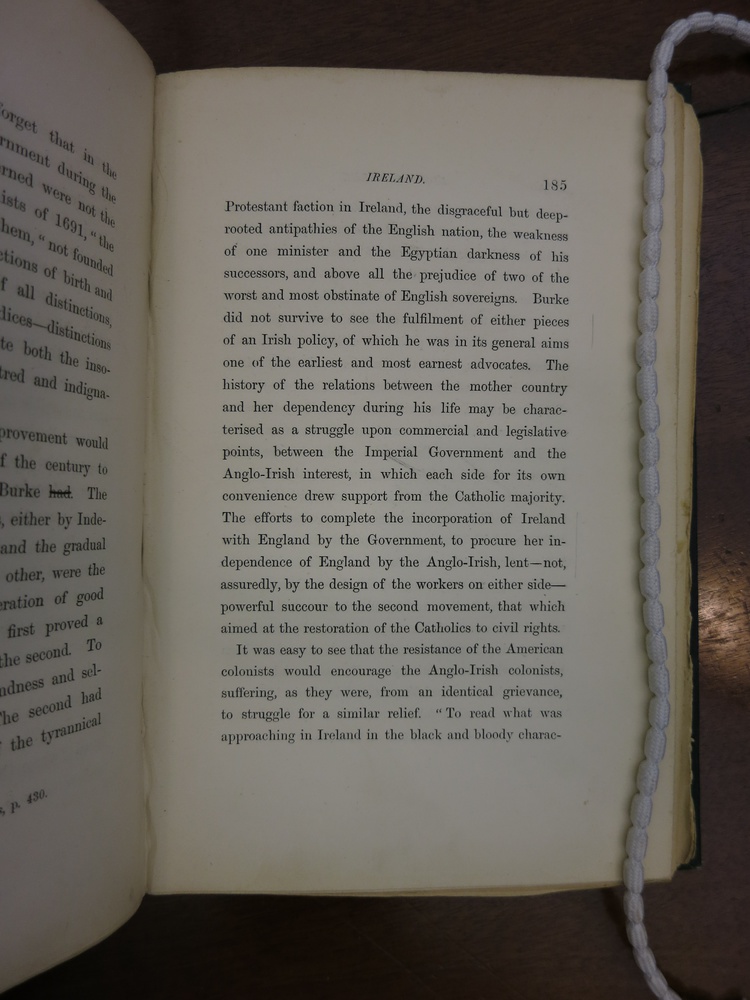 forget that in the
rnment during the
erned were not the
ists of 1691, "the
hem, "not founded
ctions of birth and
f all distinctions,
dices—distinctions
te both the inso-
tred and indigna-
provement would
f the century to
Burke had. The
, either by Inde-
and the gradual
other, were the
eration of good
first proved a
the second. To
ndness and sel-
The second had
the tyrannical
s, p. 430.
IRELAND. 185
Protestant faction in Ireland, the disgraceful but deep-
rooted antipathies of the English nation, the weakness
of one minister and the Egyptian darkness of his
successors, and above all the prejudice of two of the
worst and most obstinate of English sovereigns. Burke
did not survive to see the fulfilment of either pieces
of an Irish policy, of which he was in its general aims
one of the earliest and most earnest advocates. The
history of the relations between the mother country
and her dependency during his life may be charac-
terised as a struggle upon commercial and legislative
points, between the Imperial Government and the
Anglo-Irish interest, in which each side for its own
convenience drew support from the Catholic majority.
The efforts to complete the incorporation of Ireland
with England by the Government, to procure her in-
dependence of England by the Anglo-Irish, lent—not,
assuredly, by the design of the workers on either side—
powerful succour to the second movement, that which
aimed at the restoration of the Catholics to civil rights.
It was easy to see that the resistance of the American
colonists would encourage the Anglo-Irish colonists,
suffering, as they were, from an identical grievance,
to struggle for a similar relief. "To read what was
approaching in Ireland in the black and bloody charac-